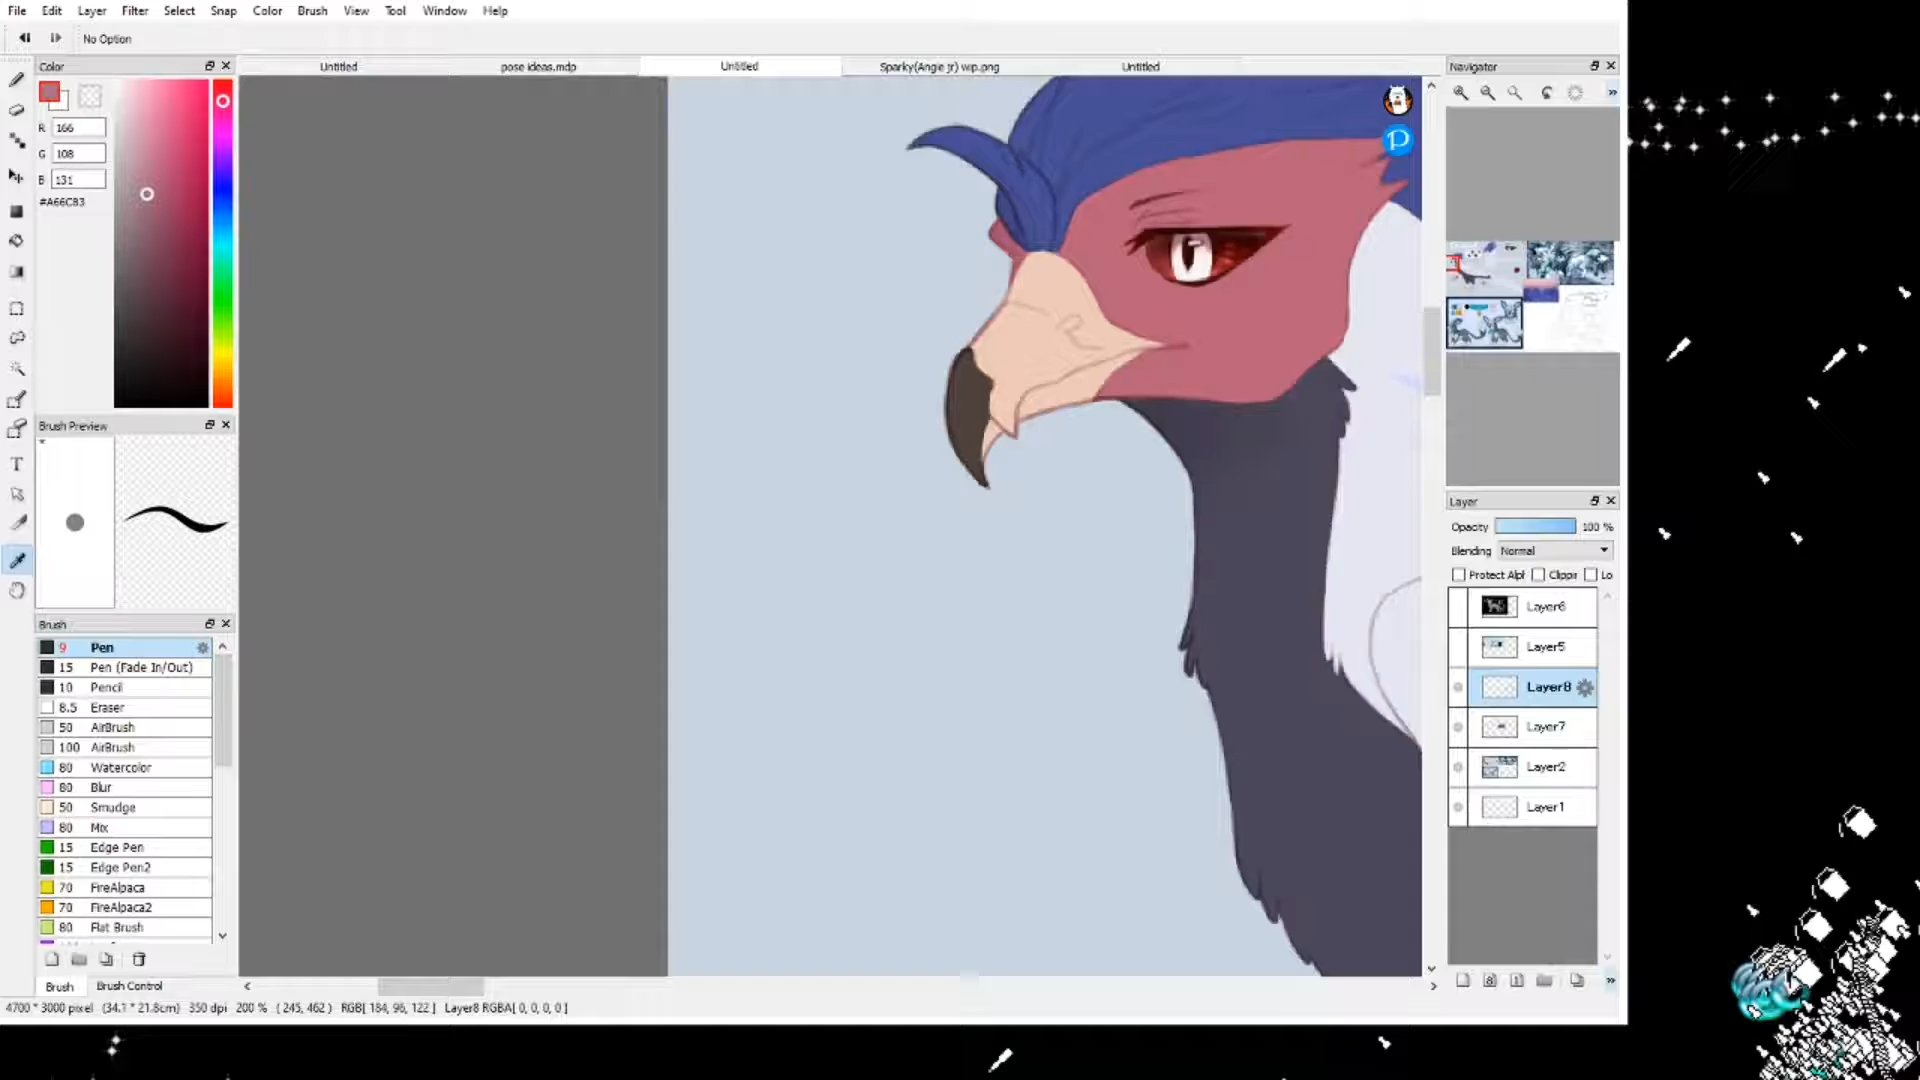 File Edit Layer Filter Select Snap Color Brush View Tool Window Help
No Option
Color
Untitled
pose ideas.mdp
Untitled
Sparky(Angie jr) wip.png
Untitled
Navigator
R 166
G 108
B 131
#A66C83
Brush Preview
Brush
9 Pen
15 Pen (Fade In/Out)
10 Pencil
8.5 Eraser
50 AirBrush
100 AirBrush
80 Watercolor
80 Blur
50 Smudge
80 Mix
15 Edge Pen
15 Edge Pen2
70 FireAlpaca
70 FireAlpaca2
80 Flat Brush
Brush
Brush Control
Layer
Opacity 100 %
Blending Normal
Protect Alpl Clippir Lo
Layer6
Layer5
Layer8
Layer7
Layer2
Layer1
4700 * 3000 pixel (34.1 * 21.8cm) 350 dpi 200 % ( 245, 462 ) RGB[ 184, 96, 122 ] Layer8 RGBA[ 0, 0, 0, 0 ]